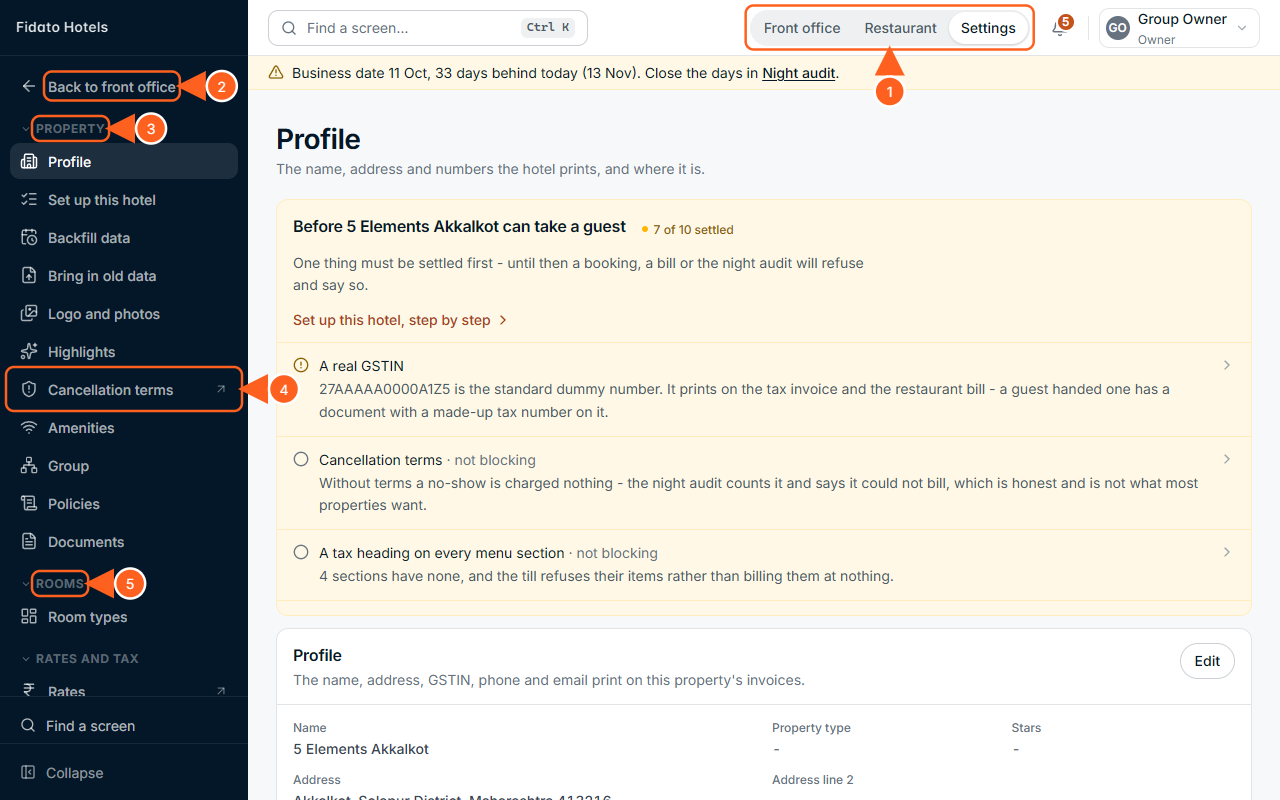 Fidato Hotels
Find a screen... Ctrl K
Front office Restaurant Settings
5
GO Group Owner
Owner
Business date 11 Oct, 33 days behind today (13 Nov). Close the days in Night audit.
1
Back to front office 2
PROPERTY 3
Profile
Set up this hotel
Backfill data
Bring in old data
Logo and photos
Highlights
Cancellation terms 4
Amenities
Group
Policies
Documents
ROOMS 5
Room types
RATES AND TAX
Rates
Find a screen
Collapse
Profile
The name, address and numbers the hotel prints, and where it is.
Before 5 Elements Akkalkot can take a guest 7 of 10 settled
One thing must be settled first - until then a booking, a bill or the night audit will refuse
and say so.
Set up this hotel, step by step
A real GSTIN
27AAAAA0000A1Z5 is the standard dummy number. It prints on the tax invoice and the restaurant bill - a guest handed one has a
document with a made-up tax number on it.
Cancellation terms · not blocking
Without terms a no-show is charged nothing - the night audit counts it and says it could not bill, which is honest and is not what most
properties want.
A tax heading on every menu section · not blocking
4 sections have none, and the till refuses their items rather than billing them at nothing.
Profile
Edit
The name, address, GSTIN, phone and email print on this property's invoices.
Name Property type Stars
5 Elements Akkalkot - -
Address Address line 2
Akkalkot, Solapur District, Maharashtra 413216